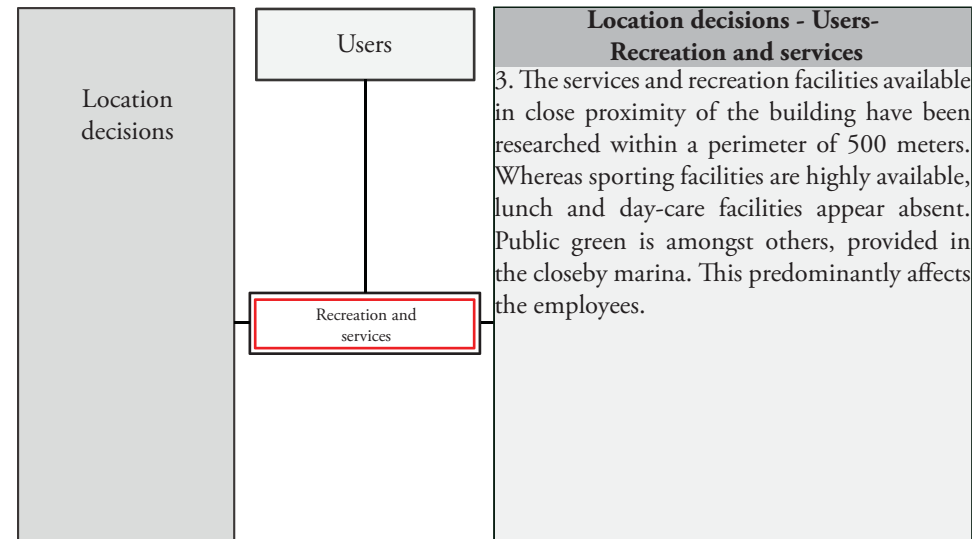 Location
decisions
Users
Recreation and
services
Location decisions - Users-
Recreation and services
3. The services and recreation facilities available
in close proximity of the building have been
researched within a perimeter of 500 meters.
Whereas sporting facilities are highly available,
lunch and day-care facilities appear absent.
Public green is amongst others, provided in
the closeby marina. This predominantly affects
the employees.